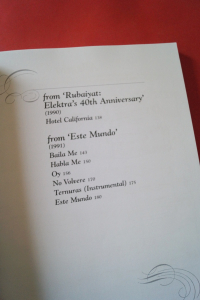 from 'Rubaiyat:
Elektra's 40th Anniversary'
(1990)
Hotel California
from 'Este Mundo'
(1991)
Baila Me
Habla Me
Oy
No Volvere
Ternuras (Instrumental)
Este Mundo